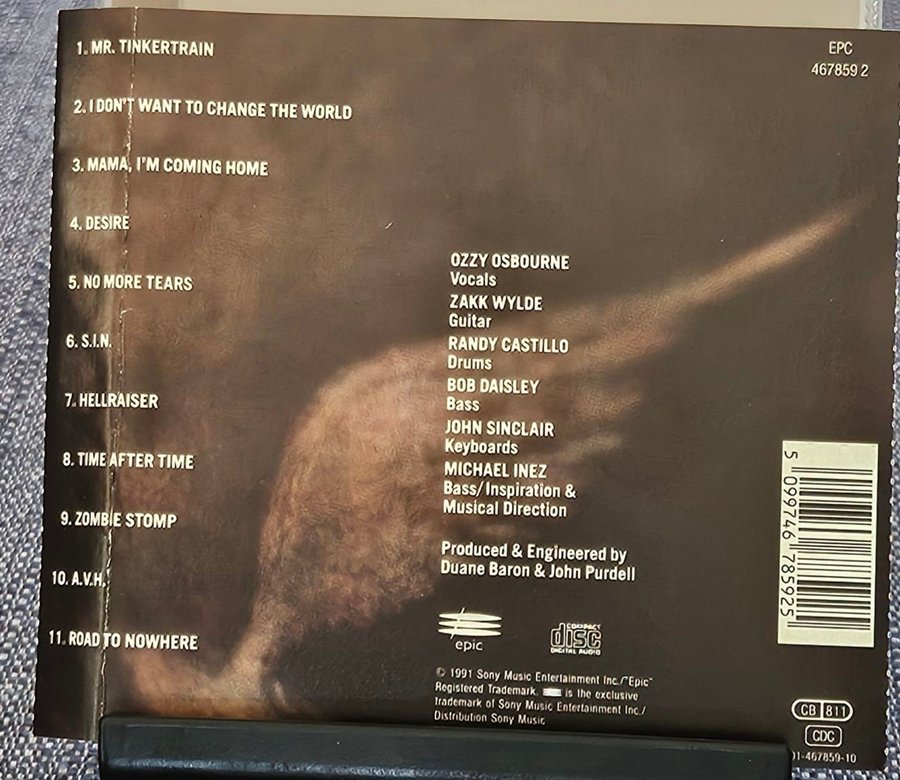 1. MR. TINKERTRAIN
2. I DON'T WANT TO CHANGE THE WORLD
3. MAMA, I'M COMING HOME
4. DESIRE
5. NO MORE TEARS
6. S.I.N.
7. HELLRAISER
8. TIME AFTER TIME
9. ZOMBIE STOMP
10. A.V.H.
11. ROAD TO NOWHERE
EPC
467859 2
OZZY OSBOURNE
Vocals
ZAKK WYLDE
Guitar
RANDY CASTILLO
Drums
BOB DAISLEY
Bass
JOHN SINCLAIR
Keyboards
MICHAEL INEZ
Bass/Inspiration &
Musical Direction
Produced & Engineered by
Duane Baron & John Purdell
epic
COMPACT
disc
DIGITAL AUDIO
© 1991 Sony Music Entertainment Inc./"Epic"
Registered Trademark. is the exclusive
trademark of Sony Music Entertainment Inc./
Distribution Sony Music
5 099746 785925
CB 811
CDC
01-467859-10